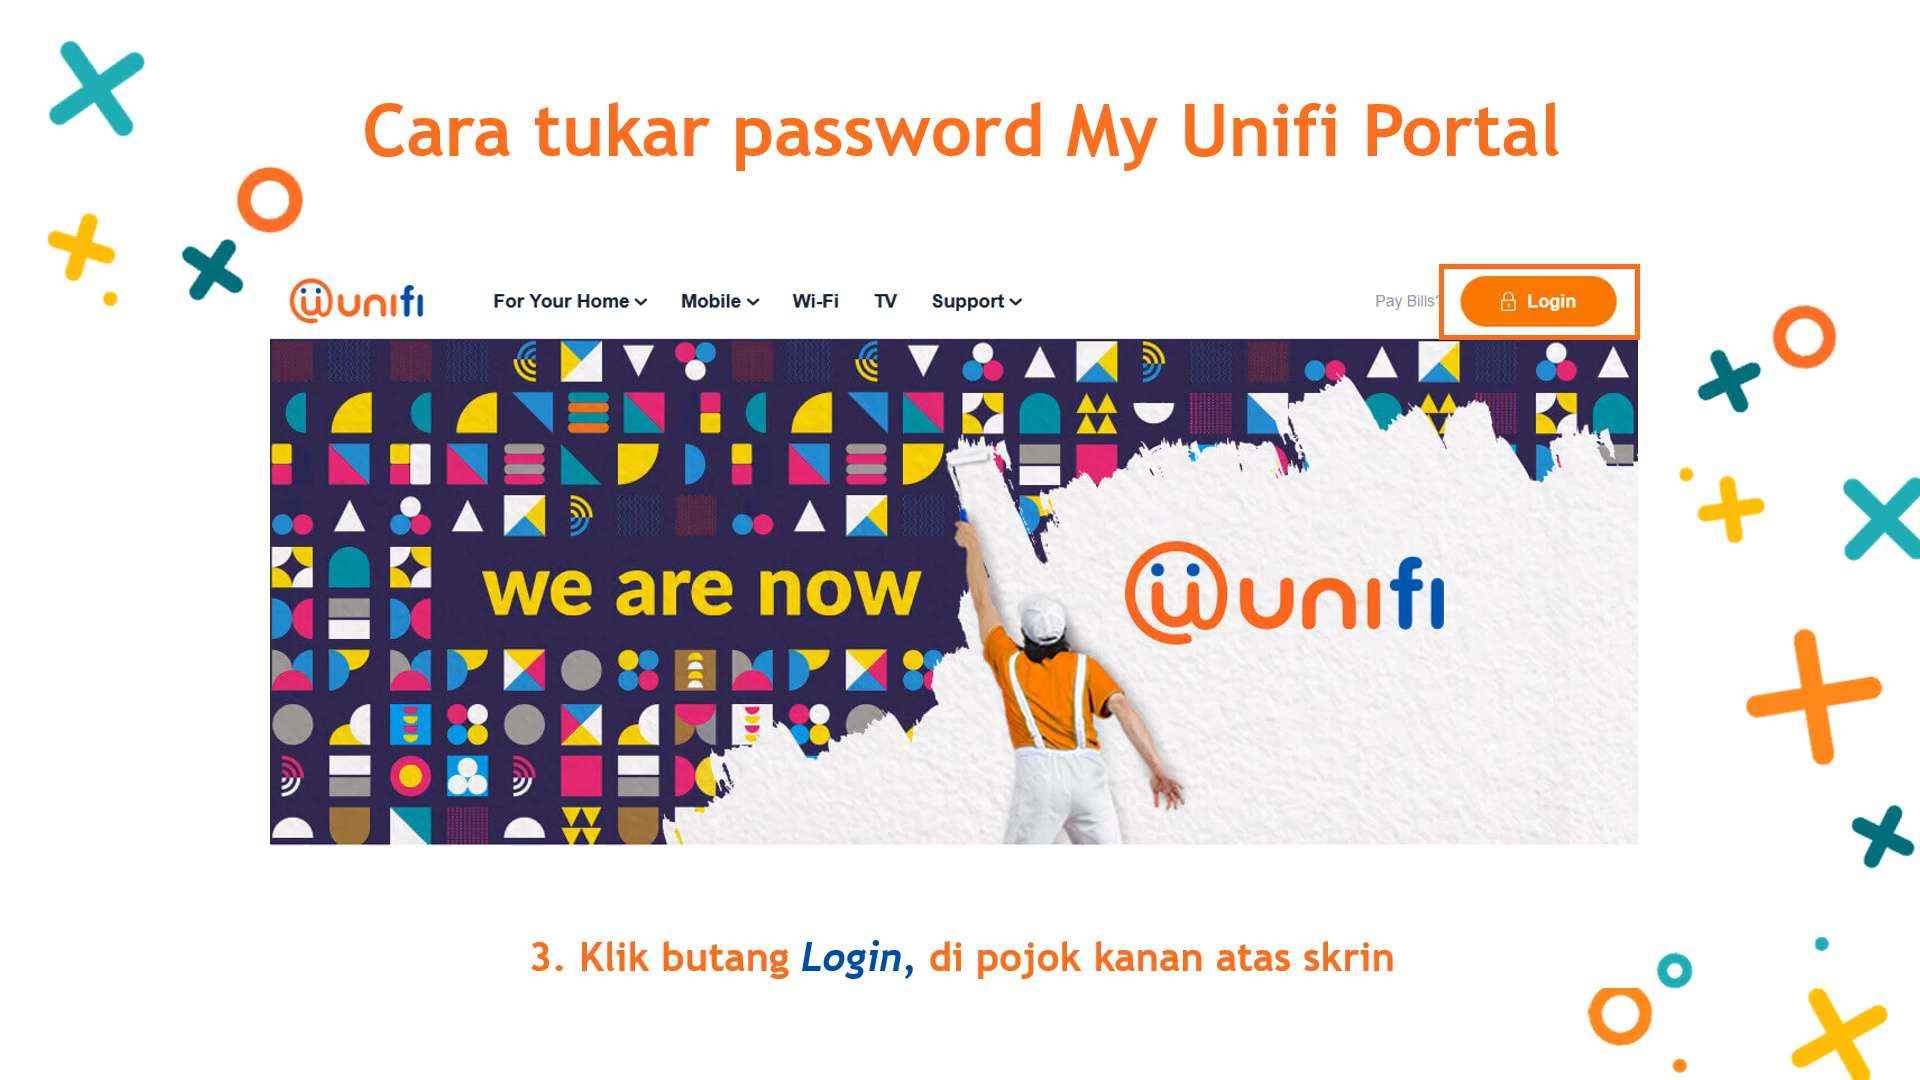 Cara tukar password My Unifi Portal
unifi
For Your Home
Mobile
Wi-Fi
TV
Support
Pay Bills?
Login
we are now
unifi
3. Klik butang Login, di pojok kanan atas skrin